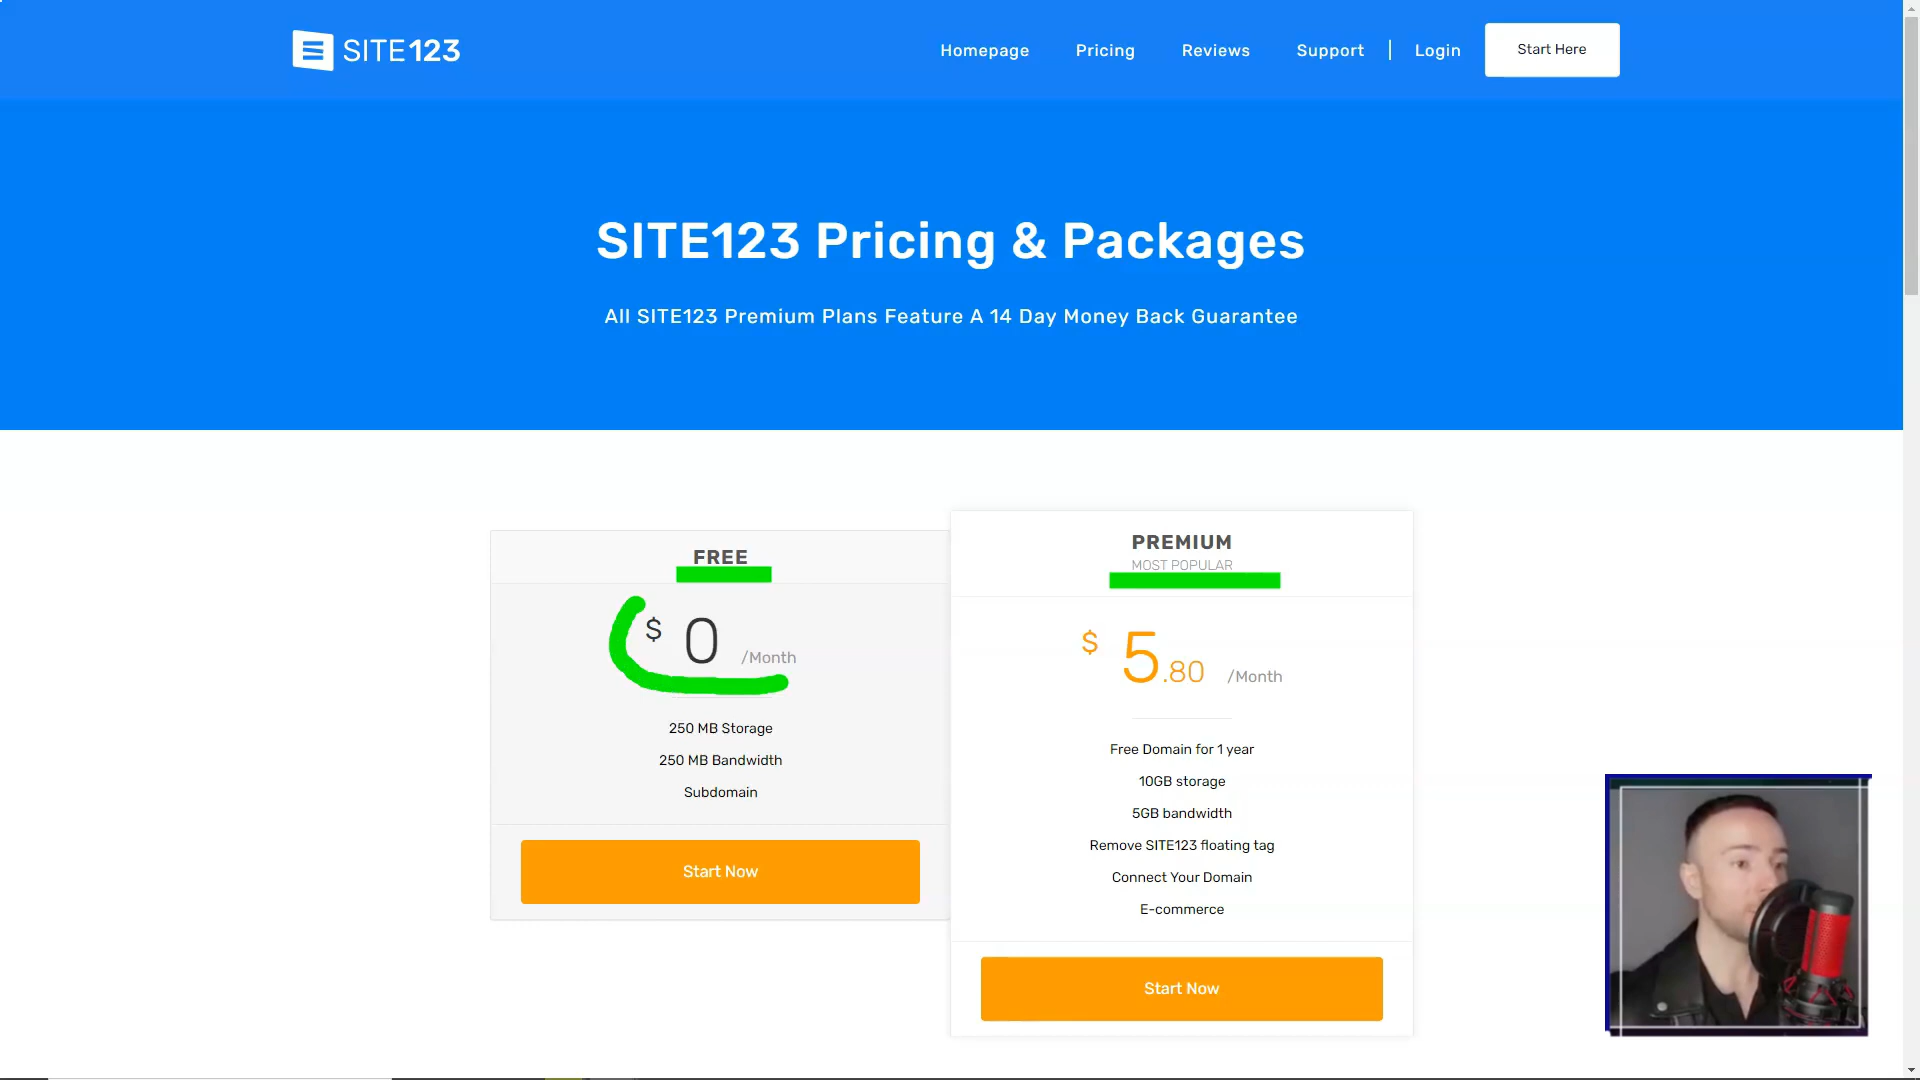 SITE123
Homepage
Pricing
Reviews
Support
Login
Start Here
SITE123 Pricing & Packages
All SITE123 Premium Plans Feature A 14 Day Money Back Guarantee
FREE
$ 0 /Month
250 MB Storage
250 MB Bandwidth
Subdomain
Start Now
PREMIUM
MOST POPULAR
$ 5.80 /Month
Free Domain for 1 year
10GB storage
5GB bandwidth
Remove SITE123 floating tag
Connect Your Domain
E-commerce
Start Now